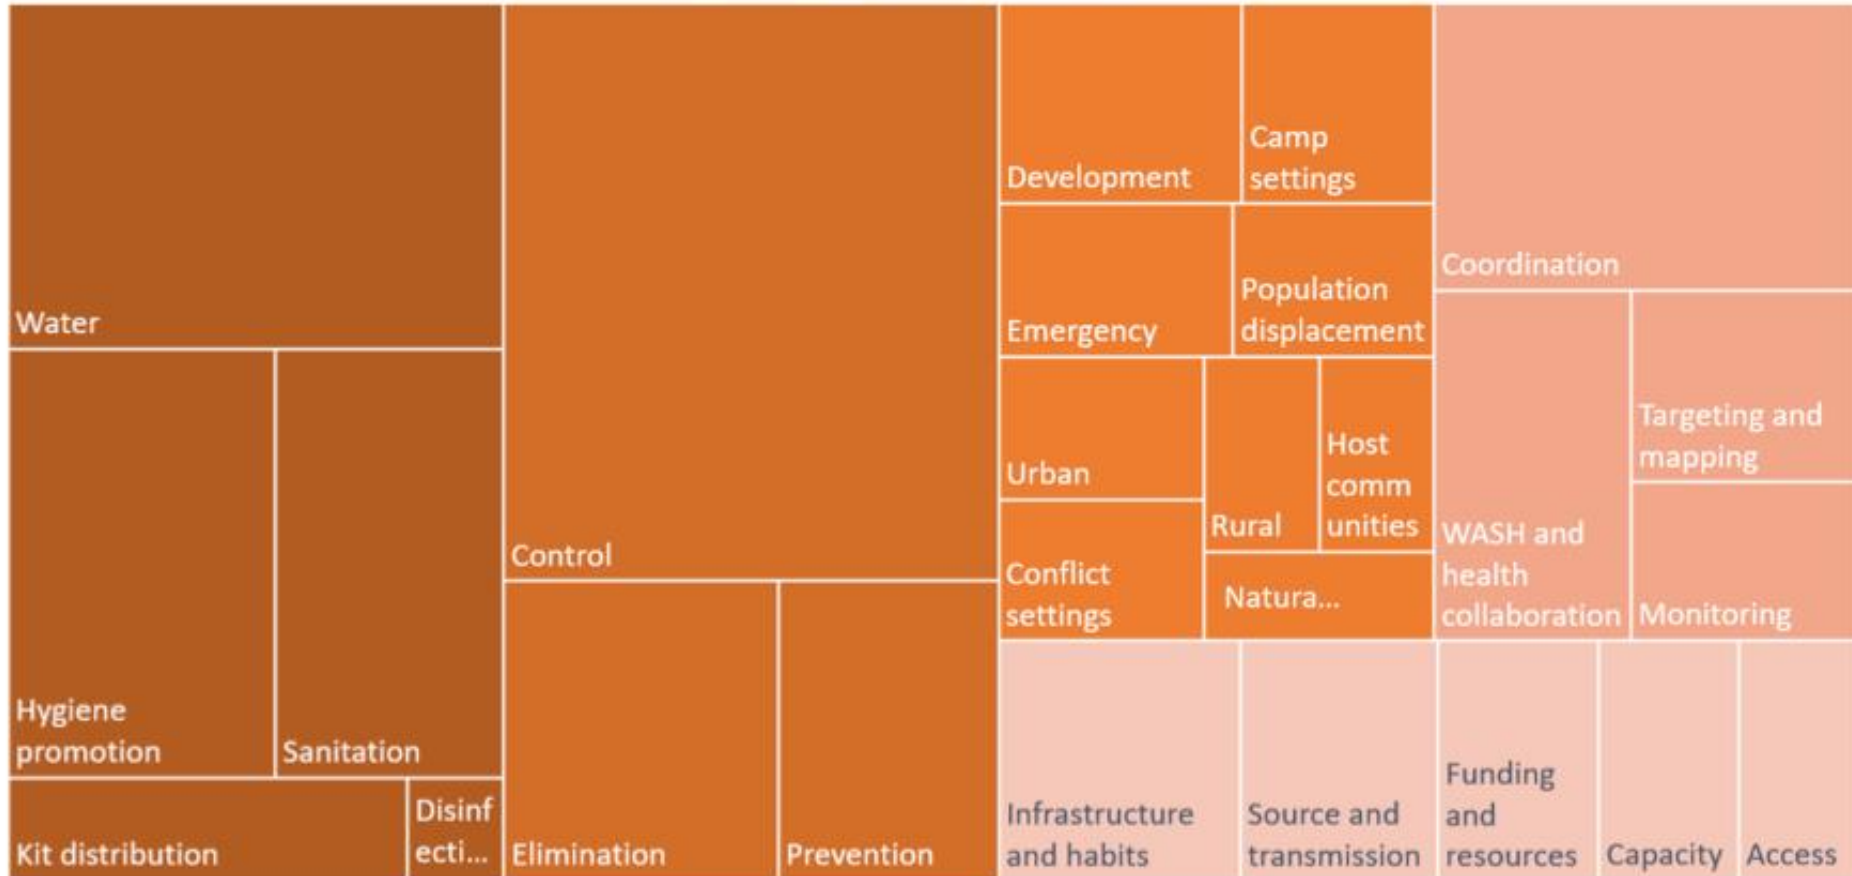 Water
Hygiene
promotion
Sanitation
Kit distribution
Disinf
ecti...
Control
Elimination
Prevention
Development
Camp
settings
Emergency
Population
displacement
Urban
Rural
Host
comm
unities
Conflict
settings
Natura...
Coordination
WASH and
health
collaboration
Targeting and
mapping
Monitoring
Infrastructure
and habits
Source and
transmission
Funding
and
resources
Capacity
Access